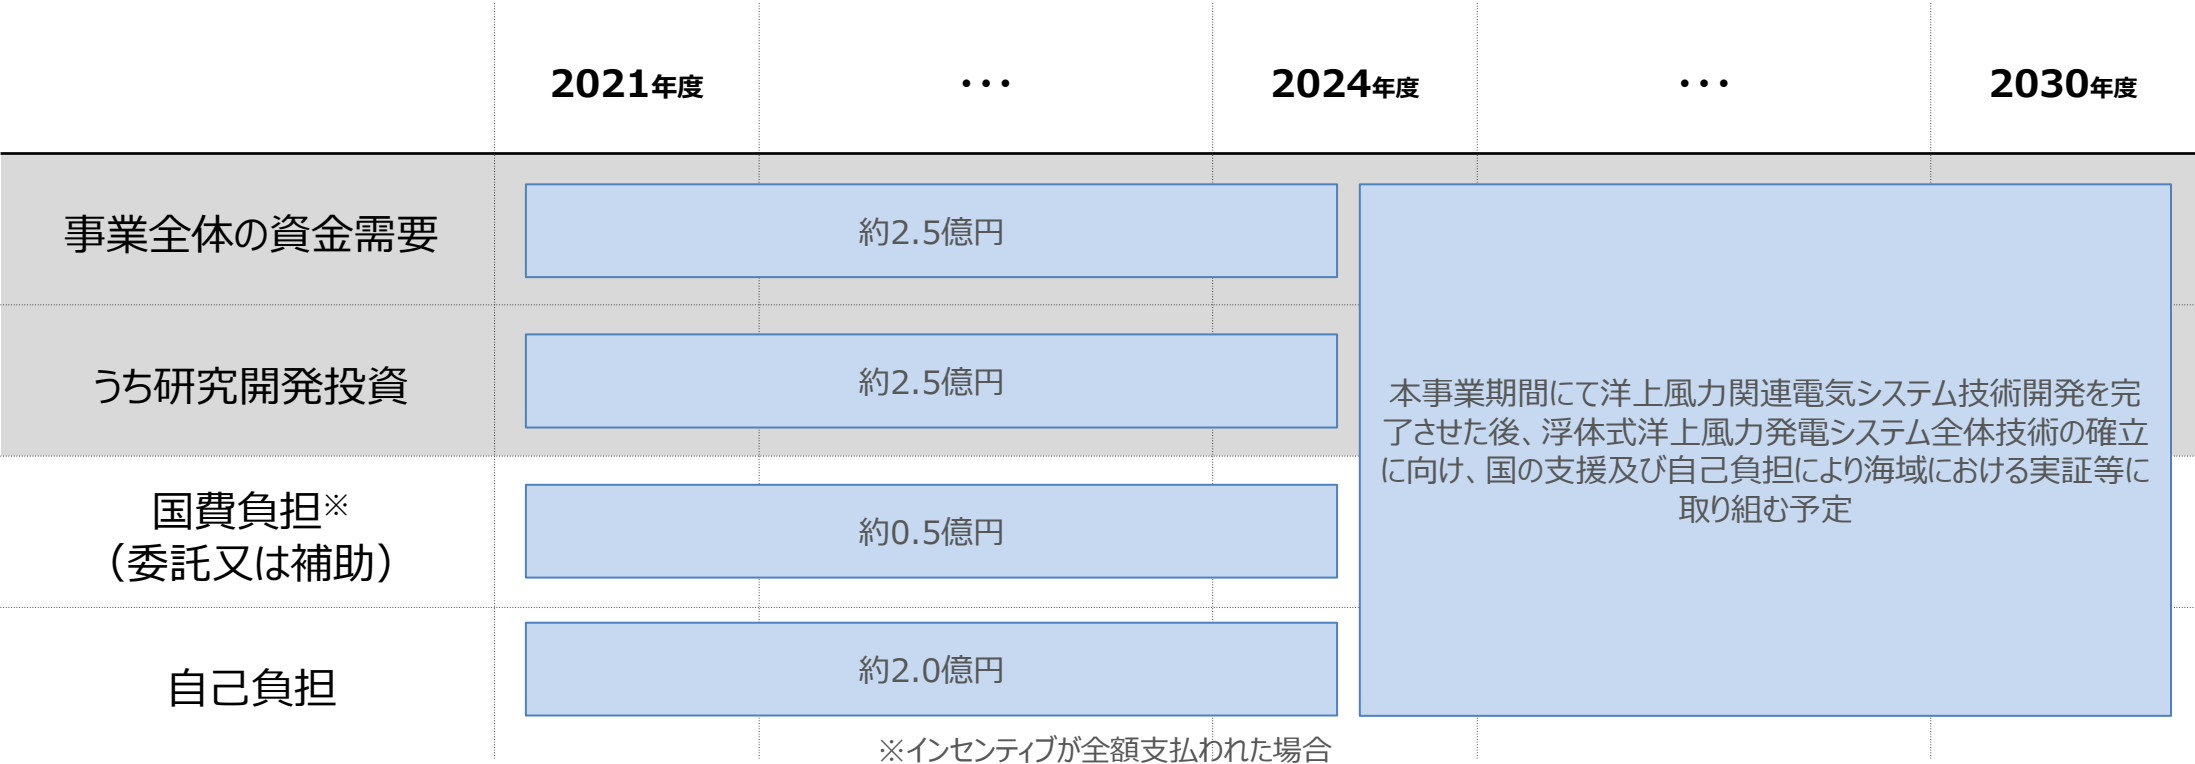 2021年度 ・・・ 2024年度 ・・・ 2030年度
事業全体の資金需要
約2.5億円
うち研究開発投資
約2.5億円
国費負担※
（委託又は補助）
約0.5億円
自己負担
約2.0億円
本事業期間にて洋上風力関連電気システム技術開発を完
了させた後、浮体式洋上風力発電システム全体技術の確立
に向け、国の支援及び自己負担により海域における実証等に
取り組む予定
※インセンティブが全額支払われた場合